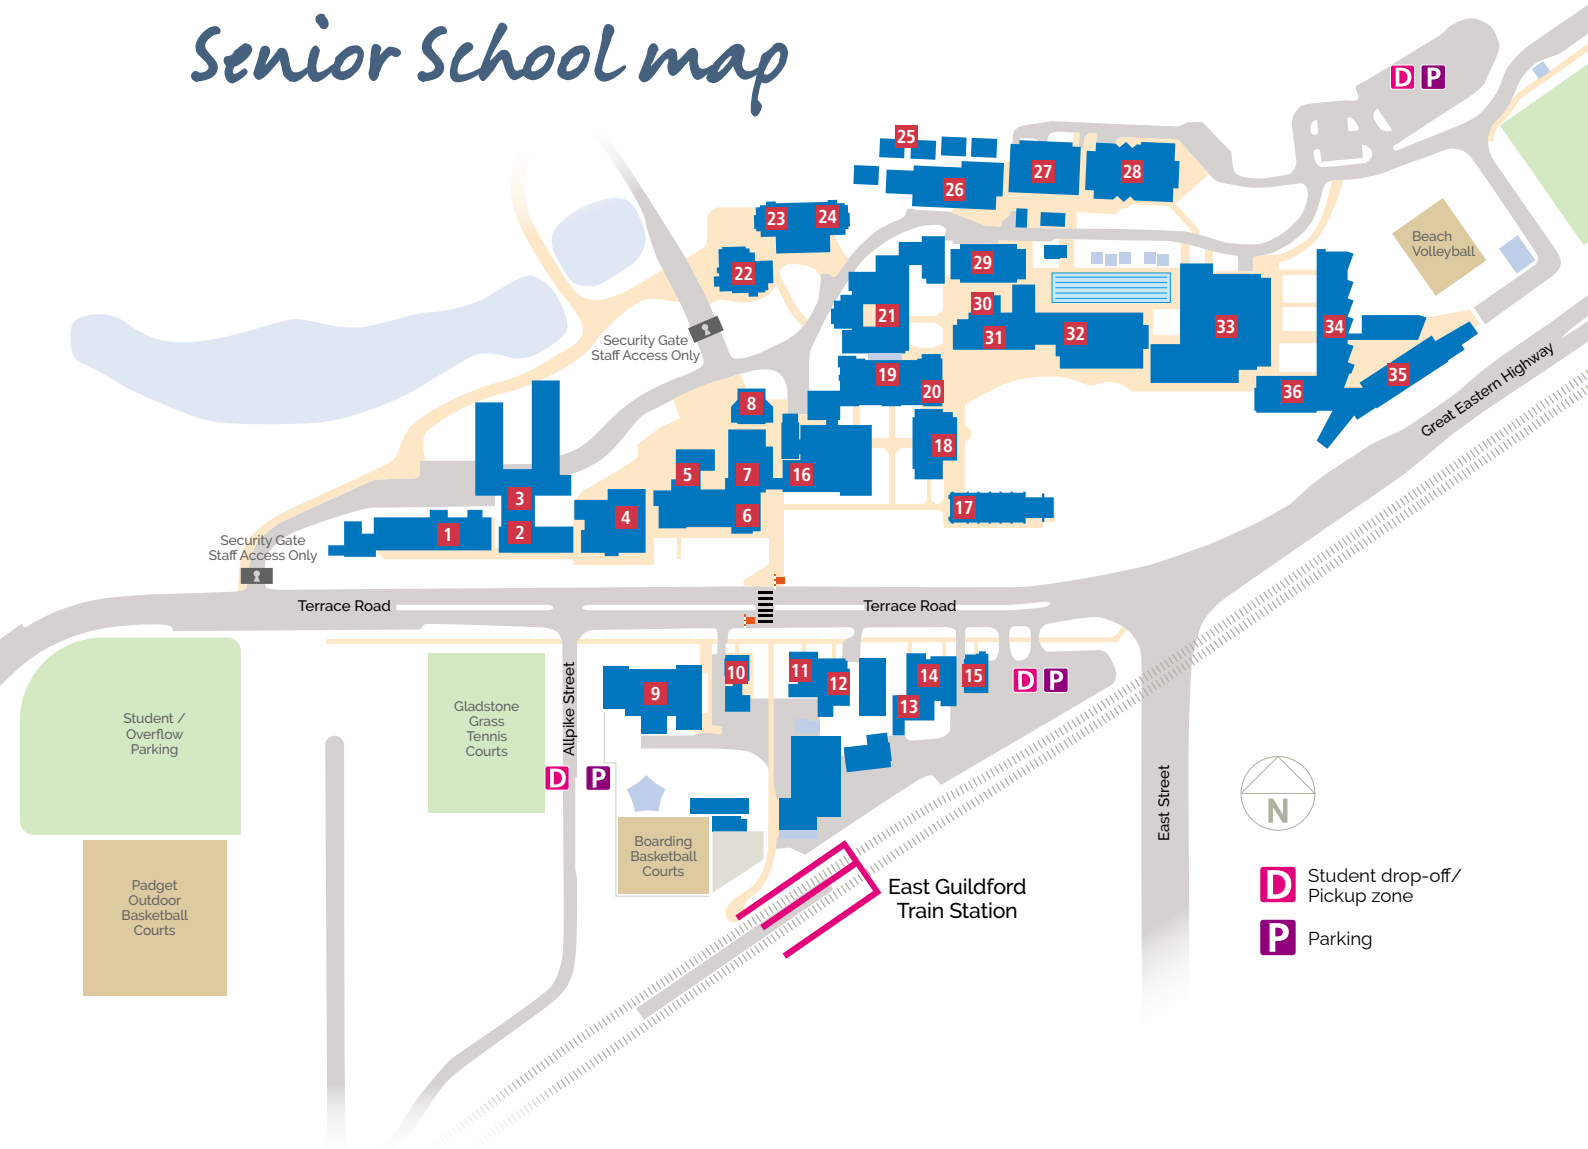 Senior School map
D P
25
26
27
28
23
24
22
29
Beach
Volleyball
30
21
31
32
33
34
Security Gate
Staff Access Only
19
20
35
36
Great Eastern Highway
8
18
5
7
16
3
4
6
17
1
2
Security Gate
Staff Access Only
Terrace Road
Terrace Road
9
10
11
12
14
15
13
D P
Student /
Overflow
Parking
Gladstone
Grass
Tennis
Courts
Allpike Street
D P
East Street
N
Boarding
Basketball
Courts
Padget
Outdoor
Basketball
Courts
East Guildford
Train Station
D Student drop-off/
Pickup zone
P Parking